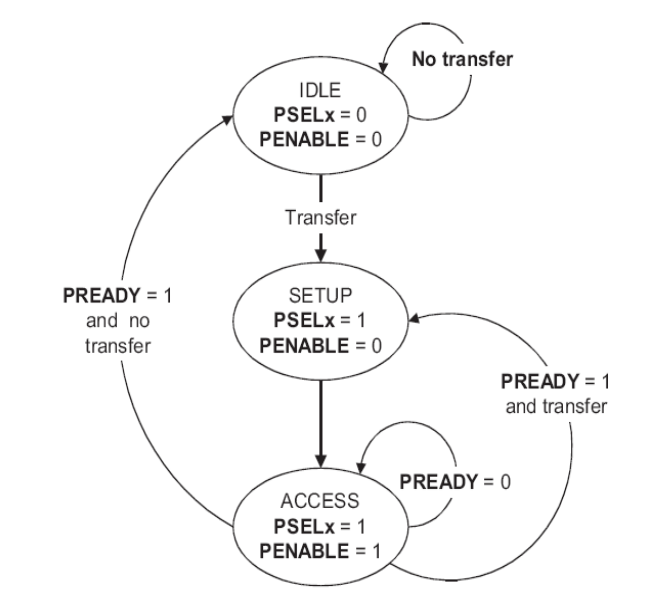 No transfer
IDLE
PSELx = 0
PENABLE = 0
Transfer
SETUP
PSELx = 1
PENABLE = 0
PREADY = 1
and no
transfer
PREADY = 1
and transfer
PREADY = 0
ACCESS
PSELx = 1
PENABLE = 1